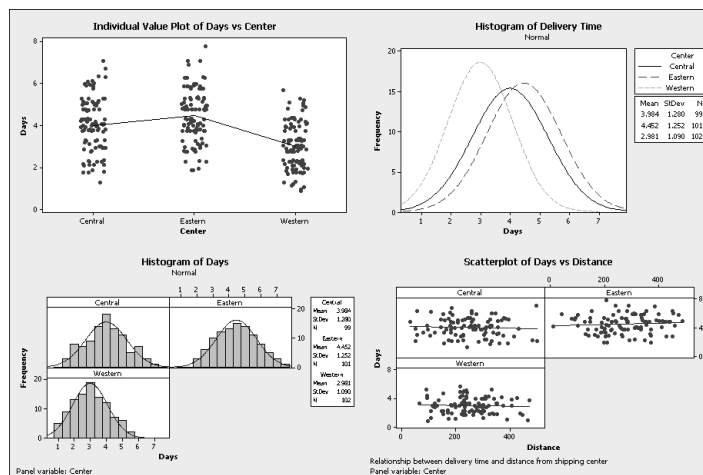 Individual Value Plot of Days vs Center
8
6
4
2
0
Days
Central Eastern Western
Center
Histogram of Delivery Time
Normal
20
15
10
5
0
Frequency
1 2 3 4 5 6 7
Days
Center
Central
Eastern
Western
Mean StDev N
3.984 1.280 99
4.452 1.252 101
2.981 1.090 102
Histogram of Days
Normal
1 2 3 4 5 6 7
Central Eastern
20
10
0
Western
20
10
0
Frequency
1 2 3 4 5 6 7
Days
Central
Mean 3.984
StDev 1.280
N 99
Eastern
Mean 4.452
StDev 1.252
N 101
Western
Mean 2.981
StDev 1.090
N 102
Panel variable: Center
Scatterplot of Days vs Distance
0 200 400
Central Eastern
8
4
0
Western
8
4
0
Days
0 200 400
Distance
Relationship between delivery time and distance from shipping center
Panel variable: Center